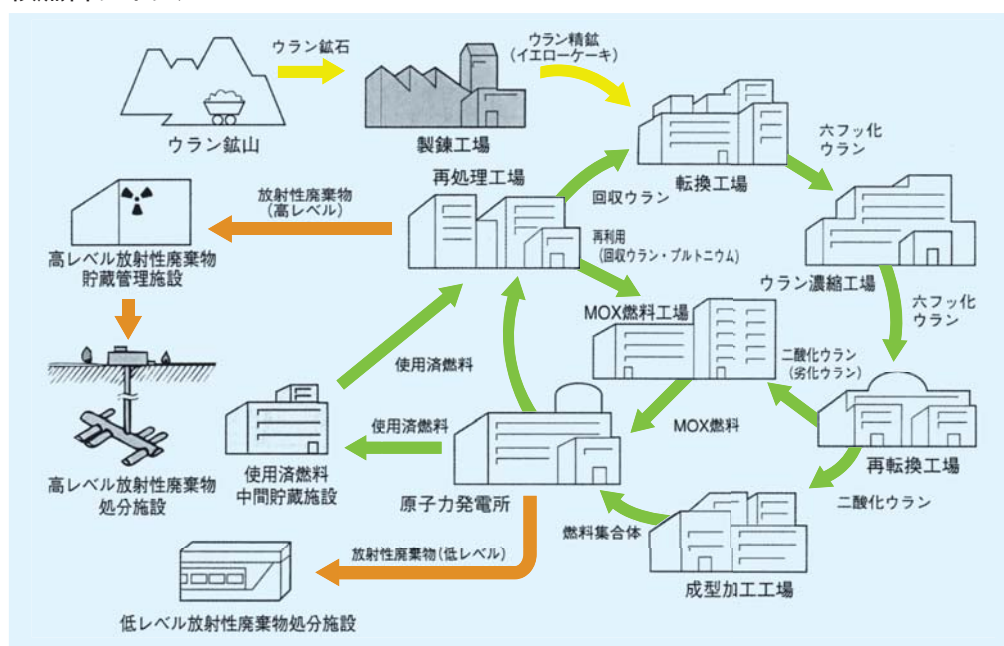 ウラン鉱石
ウラン精鉱
(イエローケーキ)
ウラン鉱山
製錬工場
転換工場
六フッ化
ウラン
再処理工場
回収ウラン
放射性廃棄物
(高レベル)
再利用
(回収ウラン・プルトニウム)
高レベル放射性廃棄物
貯蔵管理施設
ウラン濃縮工場
六フッ化
ウラン
MOX燃料工場
二酸化ウラン
(劣化ウラン)
使用済燃料
使用済燃料
MOX燃料
再転換工場
高レベル放射性廃棄物
処分施設
使用済燃料
中間貯蔵施設
原子力発電所
二酸化ウラン
燃料集合体
放射性廃棄物(低レベル)
成型加工工場
低レベル放射性廃棄物処分施設